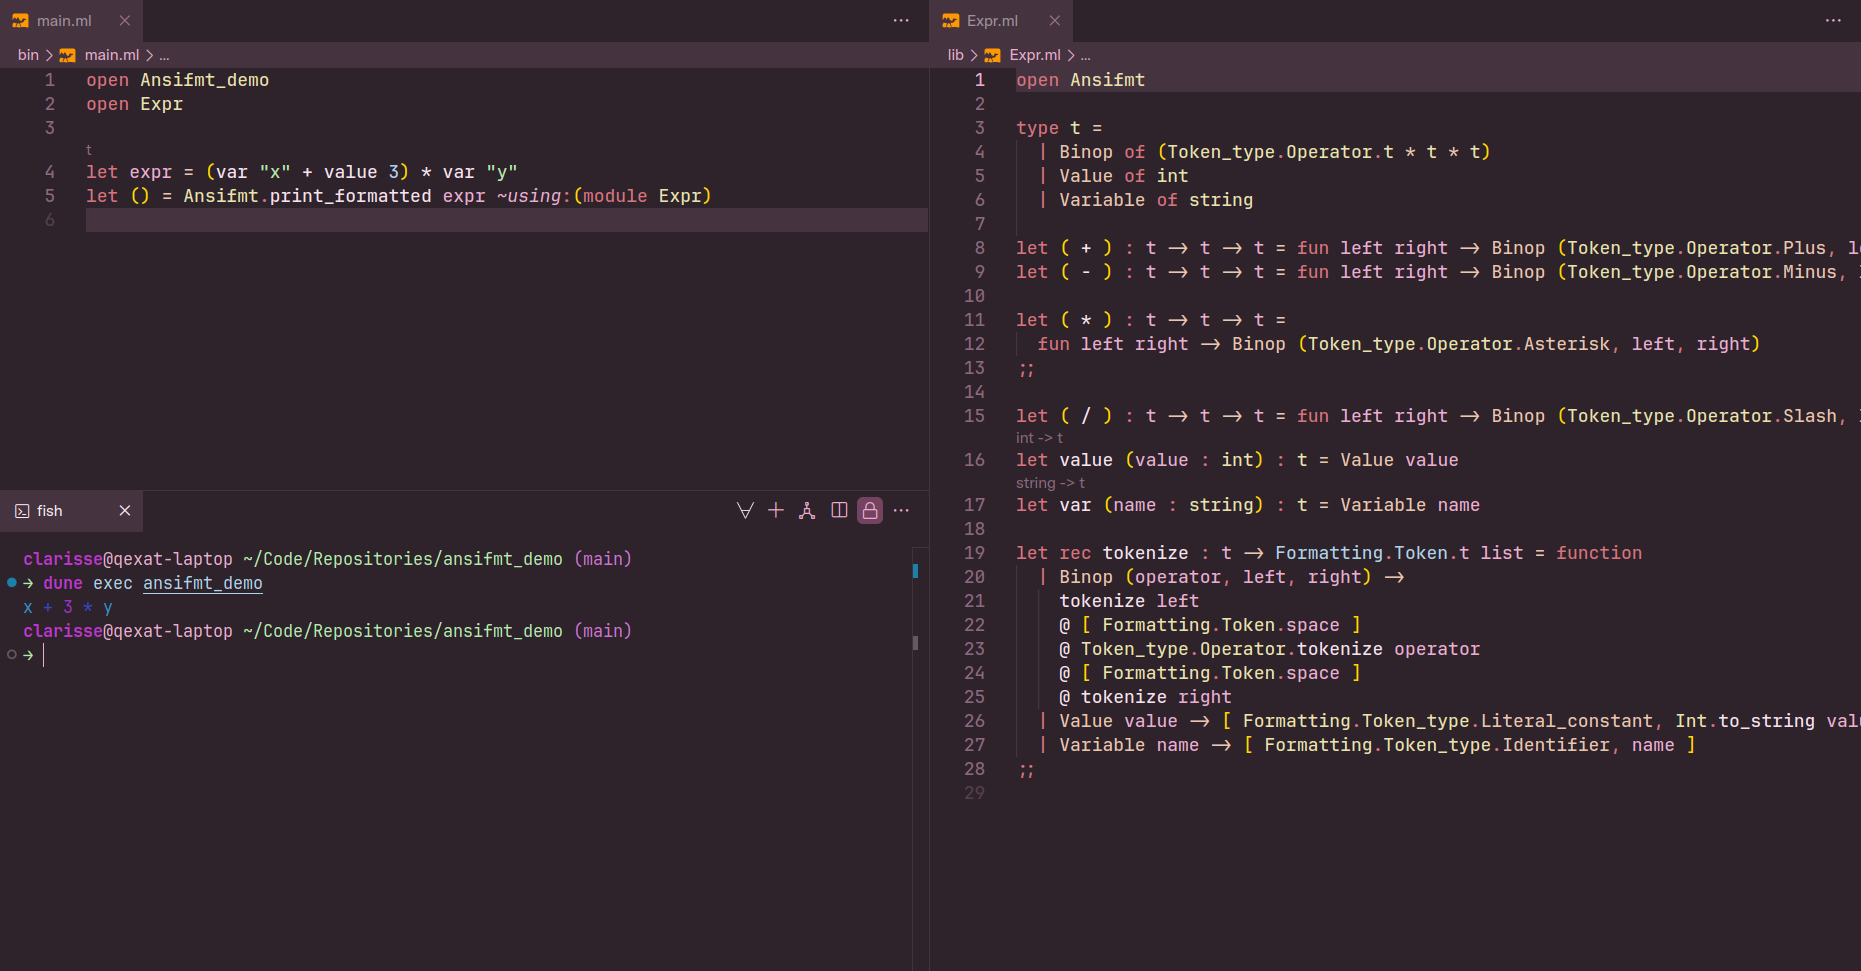 main.ml
bin > main.ml > ...
1 open Ansifmt_demo
2 open Expr
3
t
4 let expr = (var "x" + value 3) * var "y"
5 let () = Ansifmt.print_formatted expr ~using:(module Expr)
6
fish
clarisse@qexat-laptop ~/Code/Repositories/ansifmt_demo (main)
→ dune exec ansifmt_demo
x + 3 * y
clarisse@qexat-laptop ~/Code/Repositories/ansifmt_demo (main)
→
Expr.ml
lib > Expr.ml > ...
1 open Ansifmt
2
3 type t =
4 | Binop of (Token_type.Operator.t * t * t)
5 | Value of int
6 | Variable of string
7
8 let ( + ) : t -> t -> t = fun left right -> Binop (Token_type.Operator.Plus, le
9 let ( - ) : t -> t -> t = fun left right -> Binop (Token_type.Operator.Minus,
10
11 let ( * ) : t -> t -> t =
12 fun left right -> Binop (Token_type.Operator.Asterisk, left, right)
13 ;;
14
15 let ( / ) : t -> t -> t = fun left right -> Binop (Token_type.Operator.Slash,
int -> t
16 let value (value : int) : t = Value value
string -> t
17 let var (name : string) : t = Variable name
18
19 let rec tokenize : t -> Formatting.Token.t list = function
20 | Binop (operator, left, right) ->
21 tokenize left
22 @ [ Formatting.Token.space ]
23 @ Token_type.Operator.tokenize operator
24 @ [ Formatting.Token.space ]
25 @ tokenize right
26 | Value value -> [ Formatting.Token_type.Literal_constant, Int.to_string valu
27 | Variable name -> [ Formatting.Token_type.Identifier, name ]
28 ;;
29